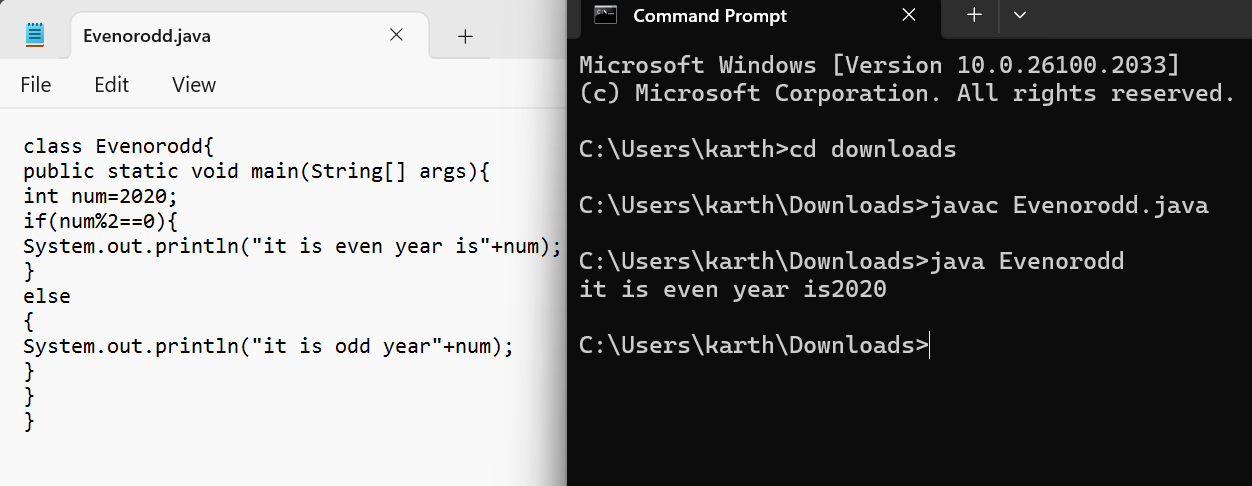 Evenorodd.java
File Edit View
class Evenorodd{
public static void main(String[] args){
int num=2020;
if(num%2==0){
System.out.println("it is even year is"+num);
}
else
{
System.out.println("it is odd year"+num);
}
}
}
Command Prompt
Microsoft Windows [Version 10.0.26100.2033]
(c) Microsoft Corporation. All rights reserved.
C:\Users\karth>cd downloads
C:\Users\karth\Downloads>javac Evenorodd.java
C:\Users\karth\Downloads>java Evenorodd
it is even year is2020
C:\Users\karth\Downloads>